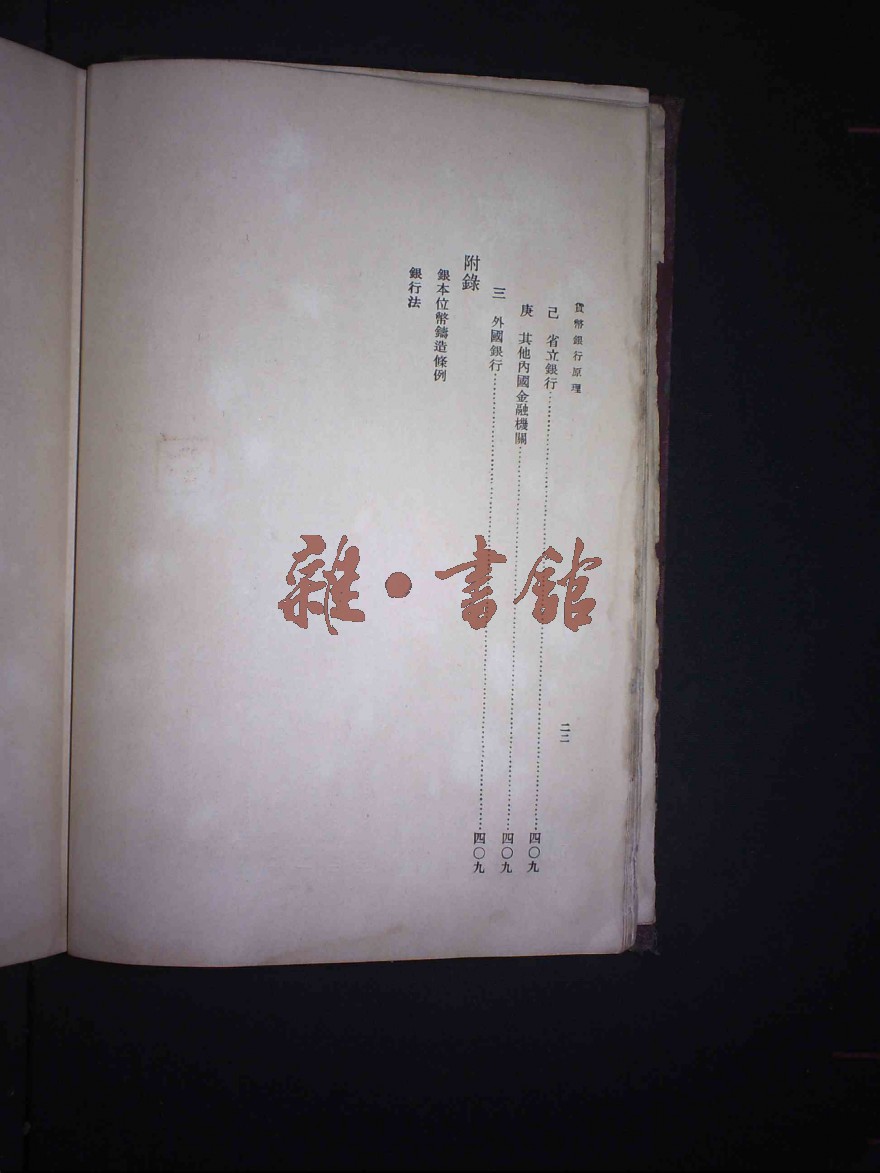 貨幣銀行原理
二二
己　省立銀行……四〇九
庚　其他內國金融機關……四〇九
三　外國銀行……四〇九
附錄
銀本位幣鑄造條例
銀行法
雜·書館